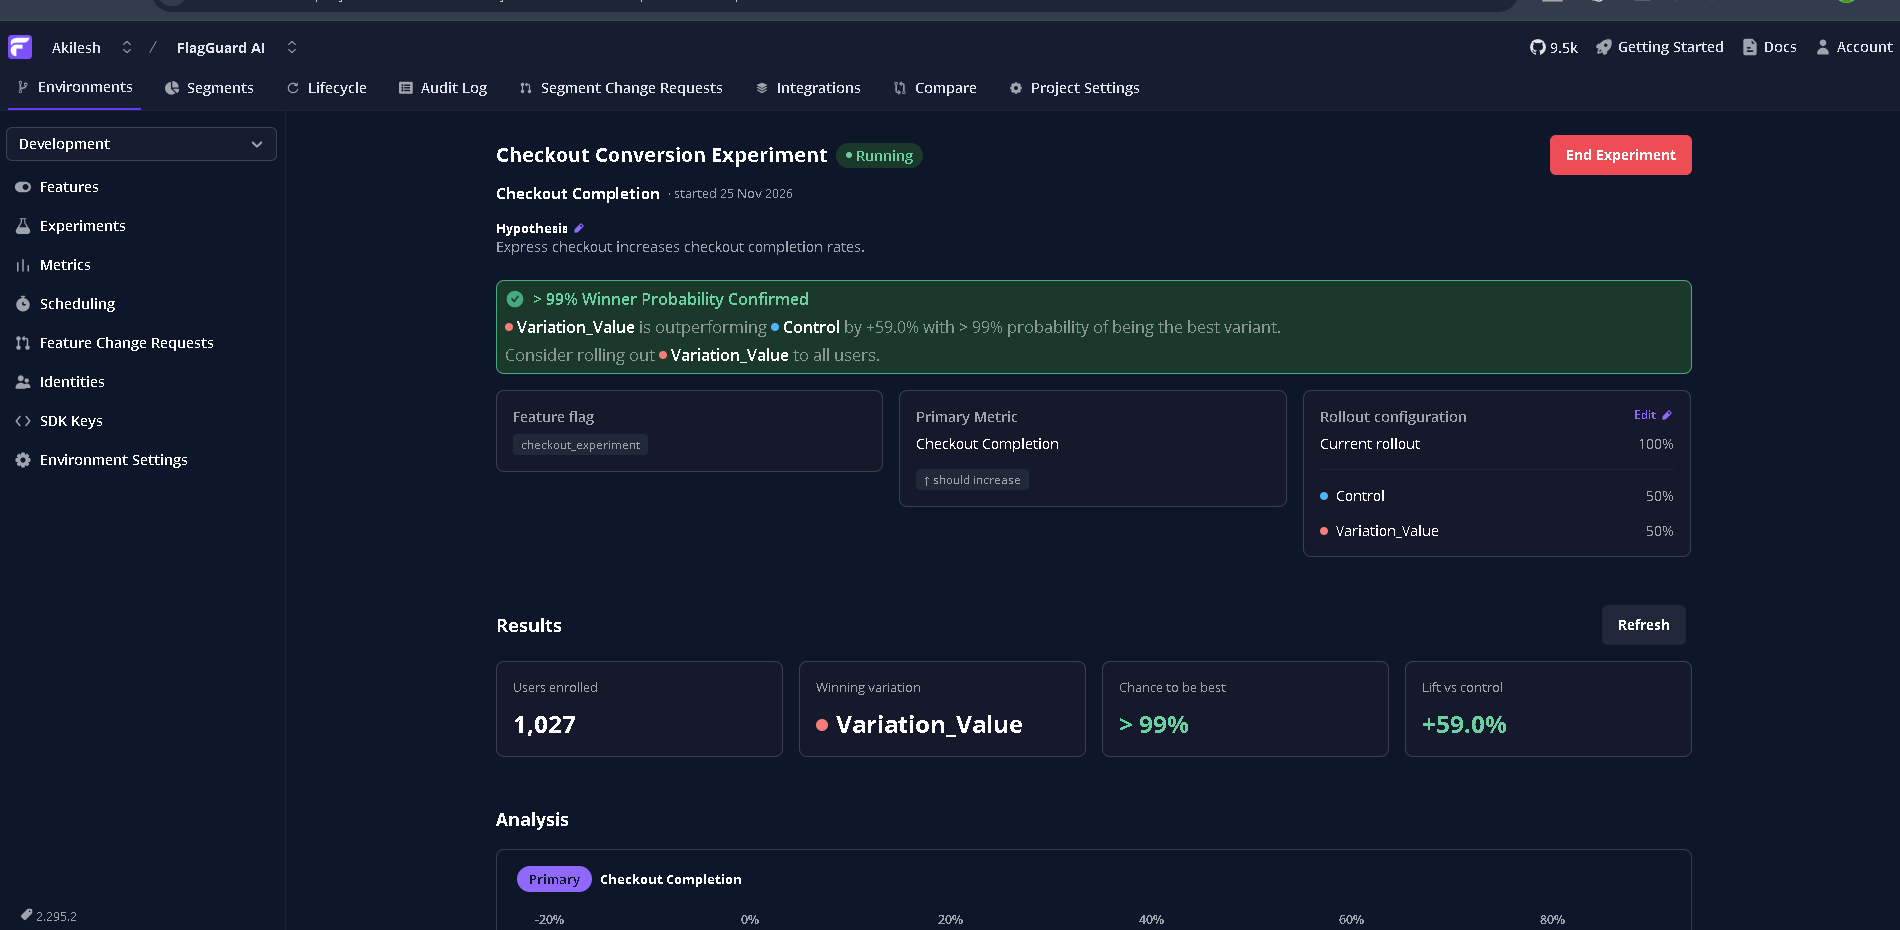 Akilesh / FlagGuard AI
9.5k Getting Started Docs Account
Environments Segments Lifecycle Audit Log Segment Change Requests Integrations Compare Project Settings
Development
Features
Experiments
Metrics
Scheduling
Feature Change Requests
Identities
SDK Keys
Environment Settings
2.295.2
Checkout Conversion Experiment • Running
End Experiment
Checkout Completion · started 25 Nov 2026
Hypothesis
Express checkout increases checkout completion rates.
> 99% Winner Probability Confirmed
Variation_Value is outperforming Control by +59.0% with > 99% probability of being the best variant.
Consider rolling out Variation_Value to all users.
Feature flag
checkout_experiment
Primary Metric
Checkout Completion
↑ should increase
Rollout configuration Edit
Current rollout 100%
Control 50%
Variation_Value 50%
Results
Refresh
Users enrolled
1,027
Winning variation
Variation_Value
Chance to be best
> 99%
Lift vs control
+59.0%
Analysis
Primary Checkout Completion
-20% 0% 20% 40% 60% 80%